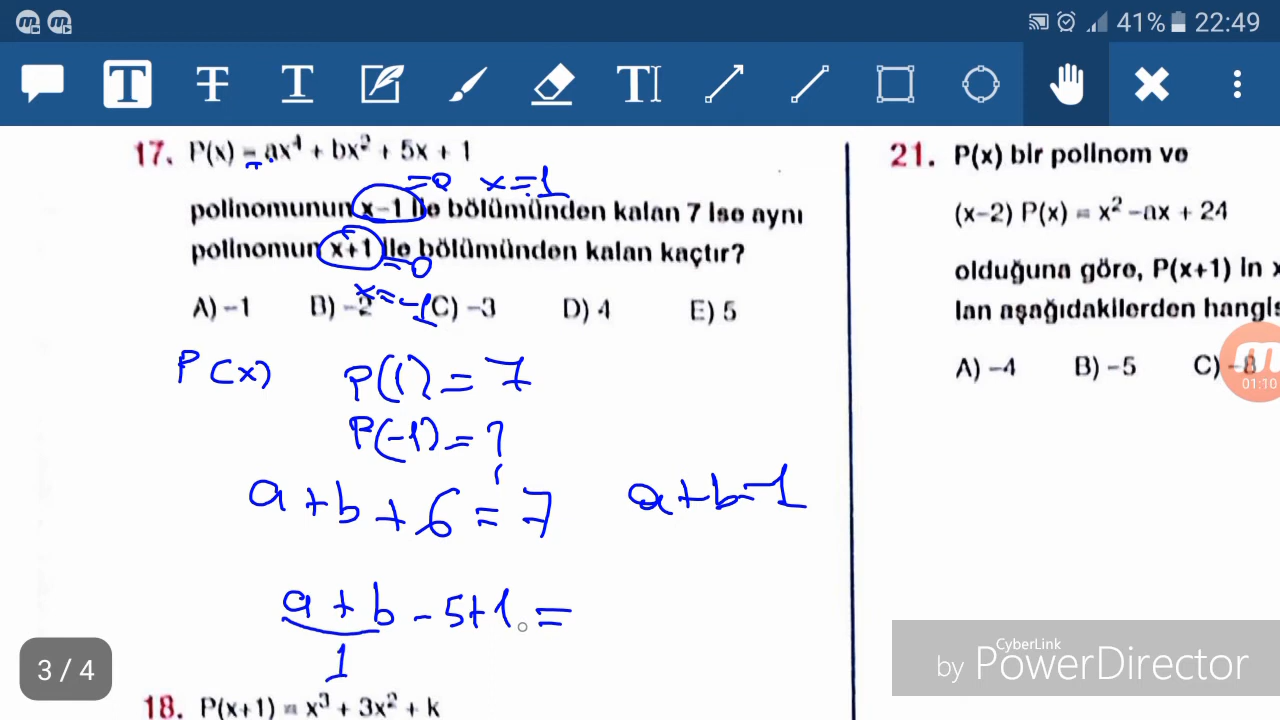 41% 22:49
T T T TI
17. P(x) = ax⁴ + bx² + 5x + 1
=0 x=1
polinomunun x-1 ile bölümünden kalan 7 ise aynı
polinomun x+1 ile bölümünden kalan kaçtır?
=0
x=-1
A) -1 B) -2 C) -3 D) 4 E) 5
P(x) P(1) = 7
P(-1) = ?
a+b+6=7 a+b=1
a+b-5+1=
1
18. P(x+1) = x³ + 3x² + k
21. P(x) bir polinom ve
(x-2) P(x) = x² -ax + 24
olduğuna göre, P(x+1) in x
lan aşağıdakilerden hangis
A) -4 B) -5 C) -8
01:10
3 / 4
CyberLink
by PowerDirector